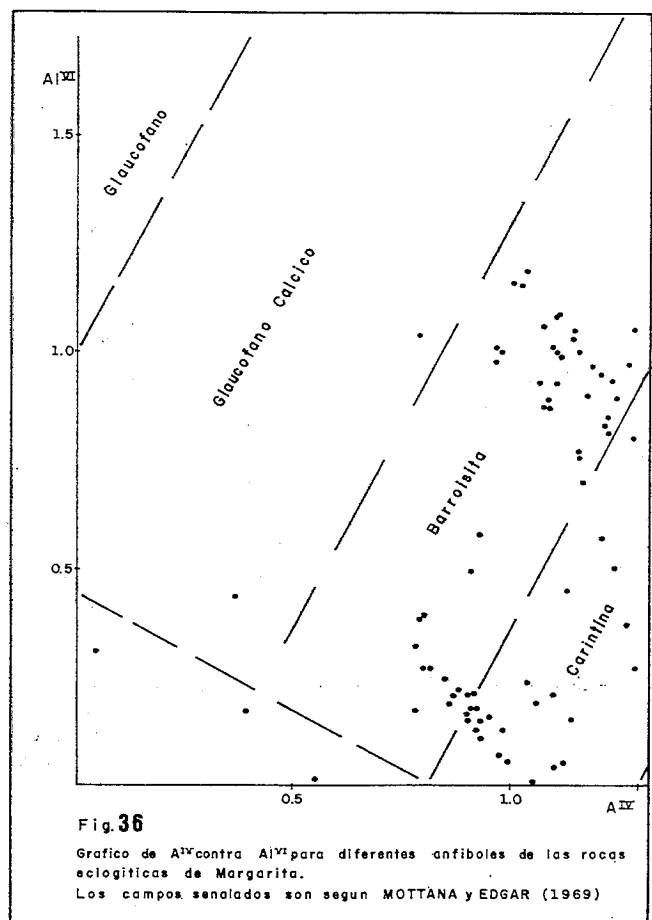 Al VI
1.5
Glaucofano
Glaucofano Calcico
1.0
Barroisita
0.5
Carintina
0.5
1.0
A IV
Fig. 36
Grafico de A IV contra Al VI para diferentes anfiboles de las rocas
eclogiticas de Margarita.
Los campos senalados son segun MOTTANA y EDGAR (1969)